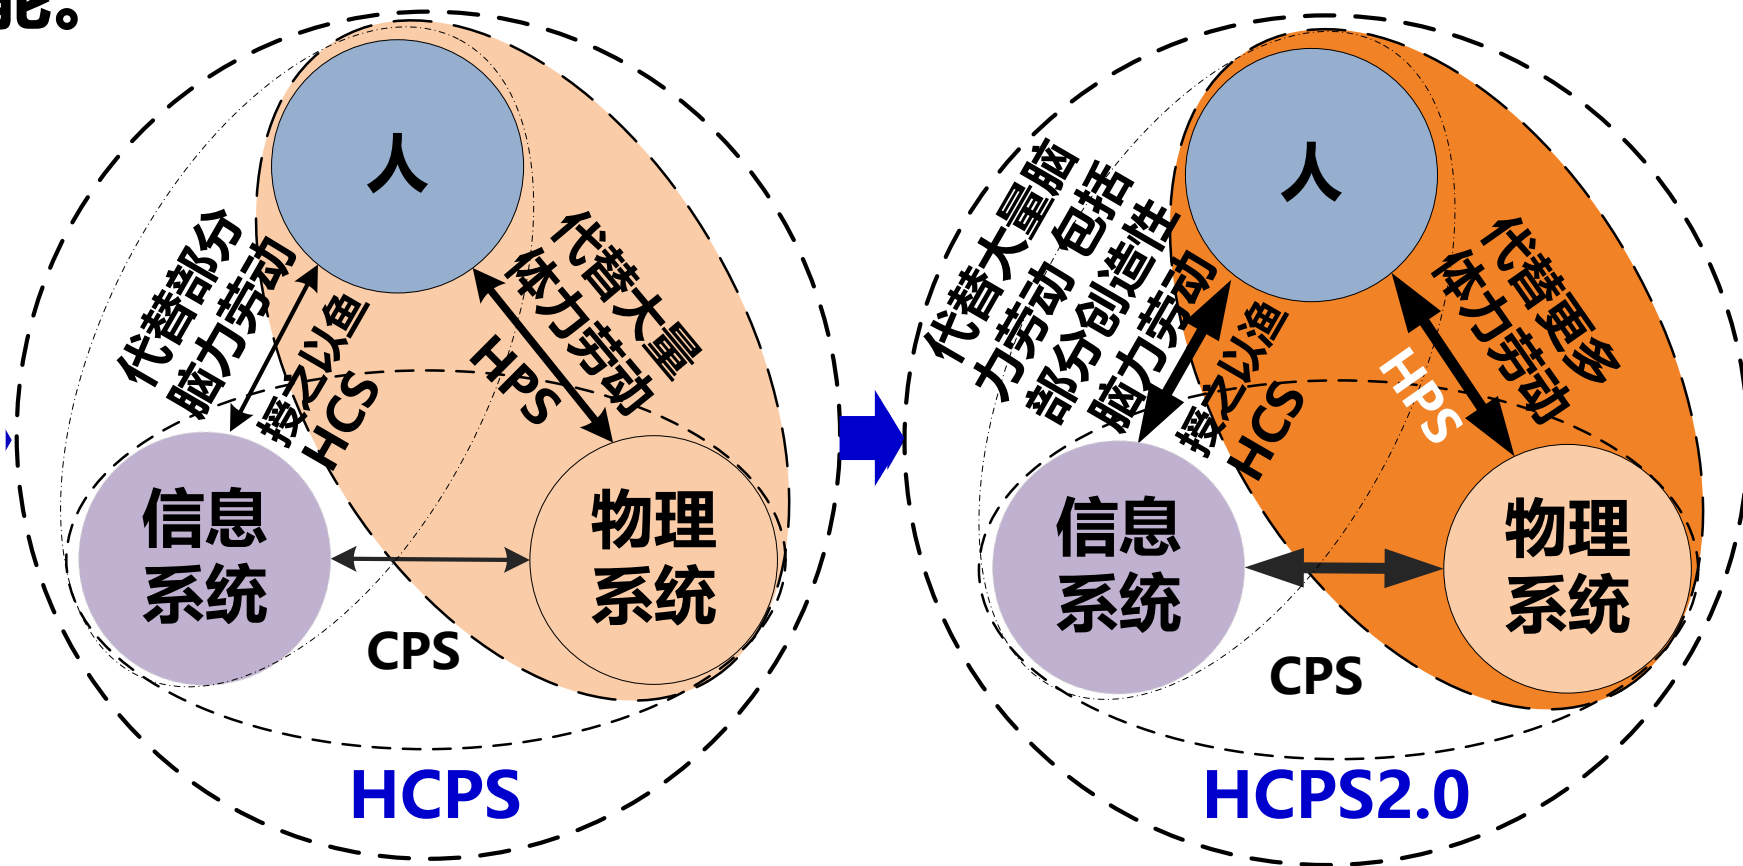 能。
人
代替部分
脑力劳动
授之以鱼
HCS
代替大量
体力劳动
HPS
信息
系统
物理
系统
CPS
HCPS
人
代替大量脑
力劳动 包括
部分创造性
脑力劳动
授之以渔
HCS
代替更多
体力劳动
HPS
信息
系统
物理
系统
CPS
HCPS2.0